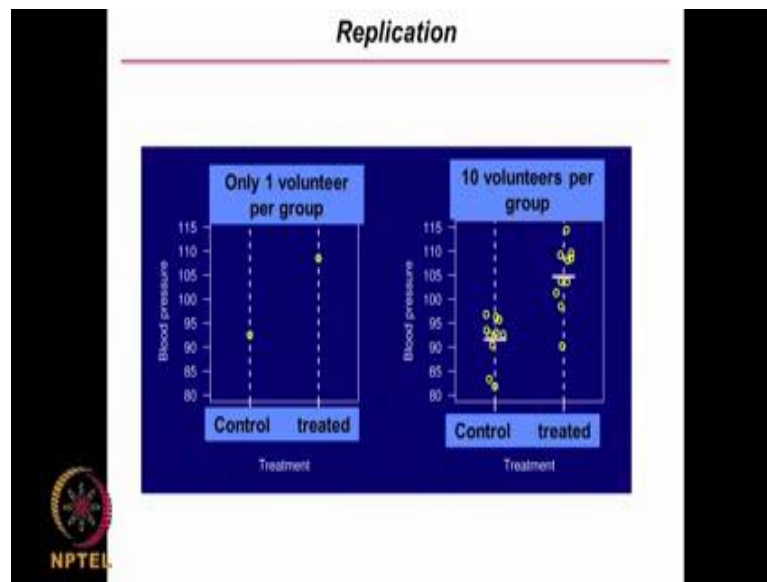 Replication
Only 1 volunteer
per group
115
110
105
100
95
90
85
80
Blood pressure
Control treated
Treatment
10 volunteers per
group
115
110
105
100
95
90
85
80
Blood pressure
Control treated
Treatment
NPTEL